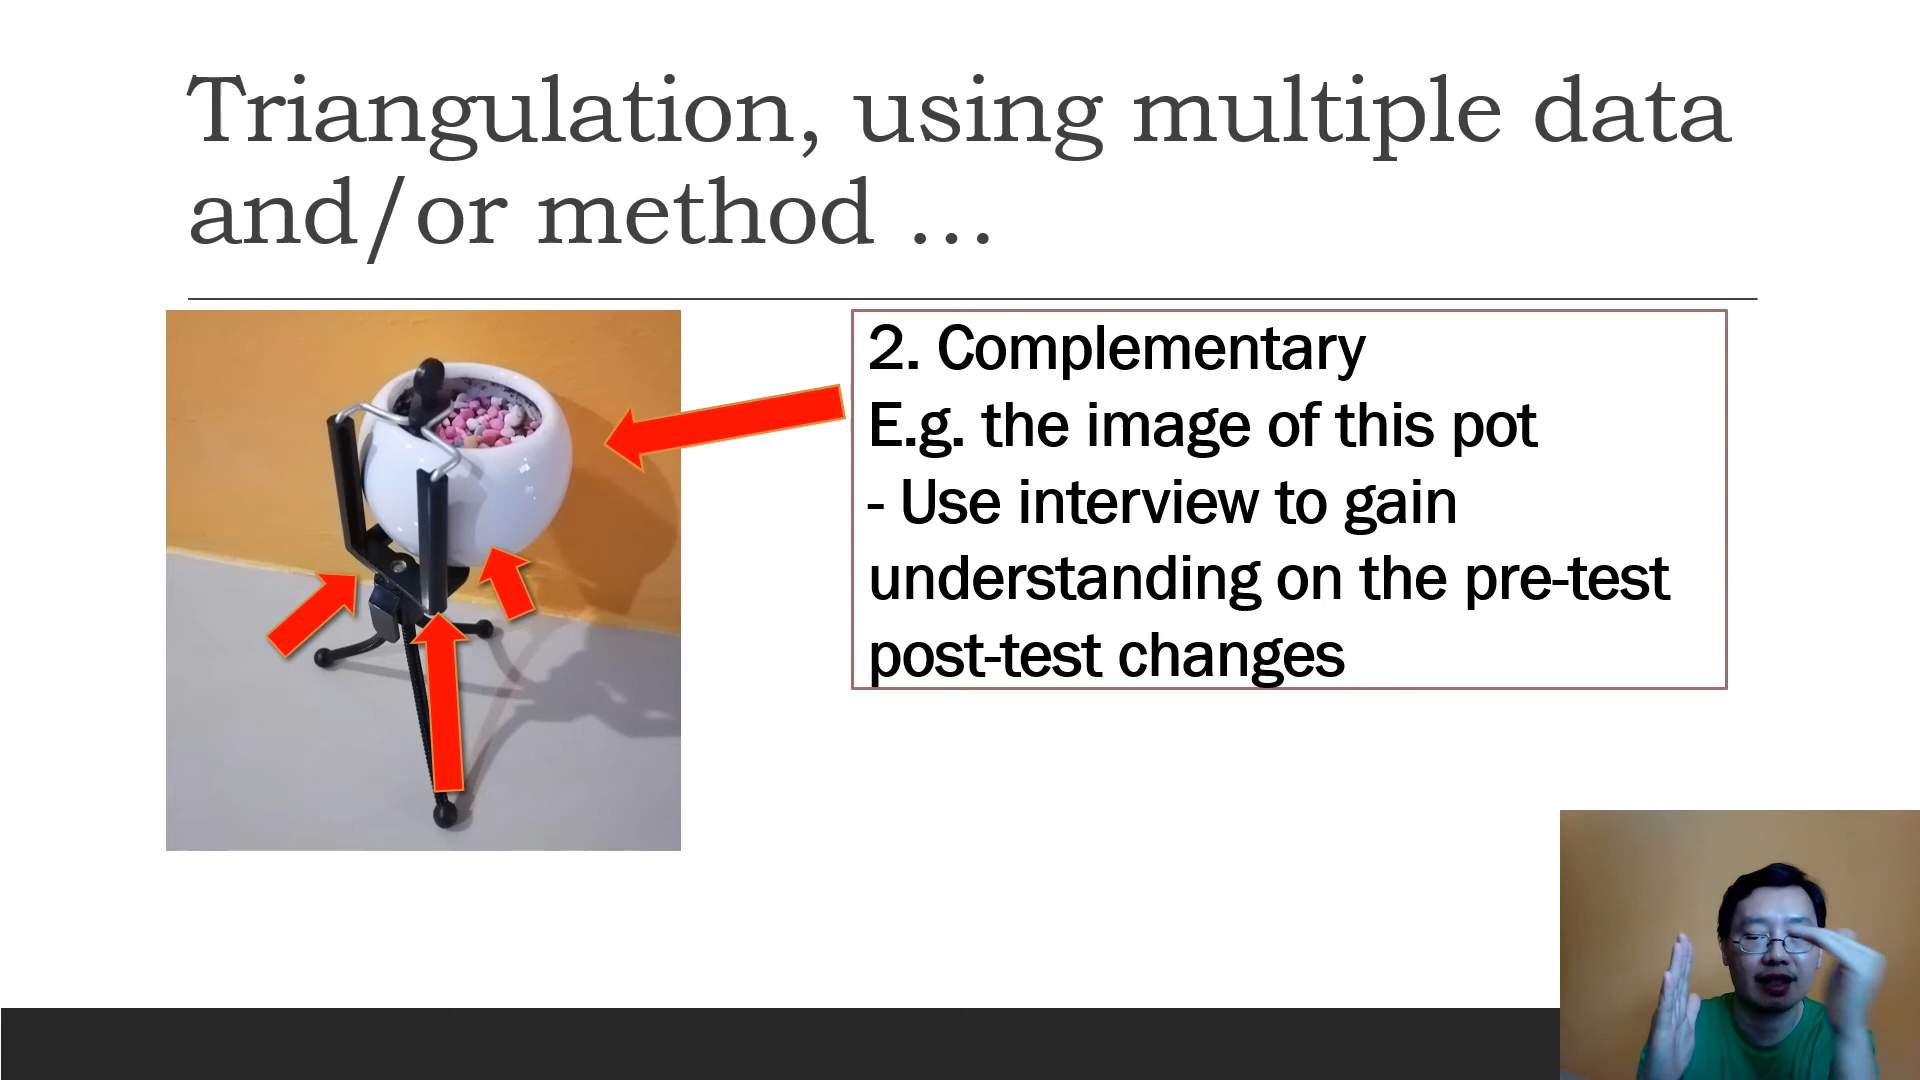 Triangulation, using multiple data
and/or method …
2. Complementary
E.g. the image of this pot
- Use interview to gain
understanding on the pre-test
post-test changes